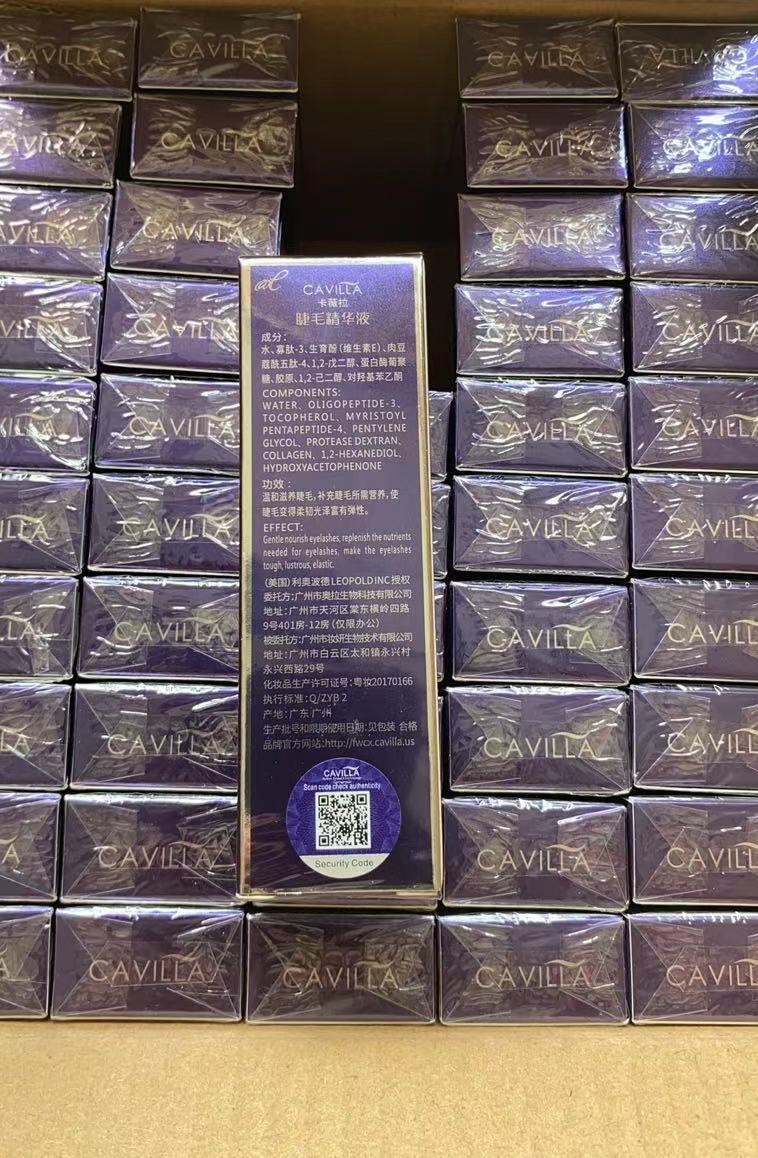 CAVILLA
CAVILLA
CAVILLA
CAVILLA
CAVILLA
CAVILLA
CAVILLA
CAVILLA
CAVILLA
CAVILLA
CAVILLA
卡薇拉
睫毛精华液
成分:
水、寡肽-3、生育酚(维生素E)、肉豆
蔻酰五肽-4、1,2-戊二醇、蛋白酶葡聚
糖、胶原、1,2-己二醇、对羟基苯乙酮
COMPONENTS:
WATER、OLIGOPEPTIDE-3、
TOCOPHEROL、MYRISTOYL
PENTAPEPTIDE-4、PENTYLENE
GLYCOL、PROTEASE DEXTRAN、
COLLAGEN、1,2-HEXANEDIOL、
HYDROXYACETOPHENONE
功效:
温和滋养睫毛,补充睫毛所需营养,使
睫毛变得柔韧光泽富有弹性。
EFFECT:
Gentle nourish eyelashes, replenish the nutrients
needed for eyelashes, make the eyelashes
tough, lustrous, elastic.
(美国)利奥波德LEOPOLD INC授权
委托方:广州市奥拉生物科技有限公司
地址:广州市天河区棠东横岭四路
9号401房-12房(仅限办公)
被委托方:广州市妆妍生物技术有限公司
地址:广州市白云区太和镇永兴村
永兴西路29号
化妆品生产许可证号:粤妆20170166
执行标准:Q/ZYB 2
产地:广东广州
生产批号和限期使用日期:见包装 合格
品牌官方网站:http://fwcx.cavilla.us
CAVILLA
Scan code check authenticity
Security Code
CAVILLA
CAVILLA
CAVILLA
CAVILLA
CAVILLA
CAVILLA
CAVILLA
CAVILLA
CAVILLA
CAVILLA
CAVILLA
CAVILLA
CAVILLA